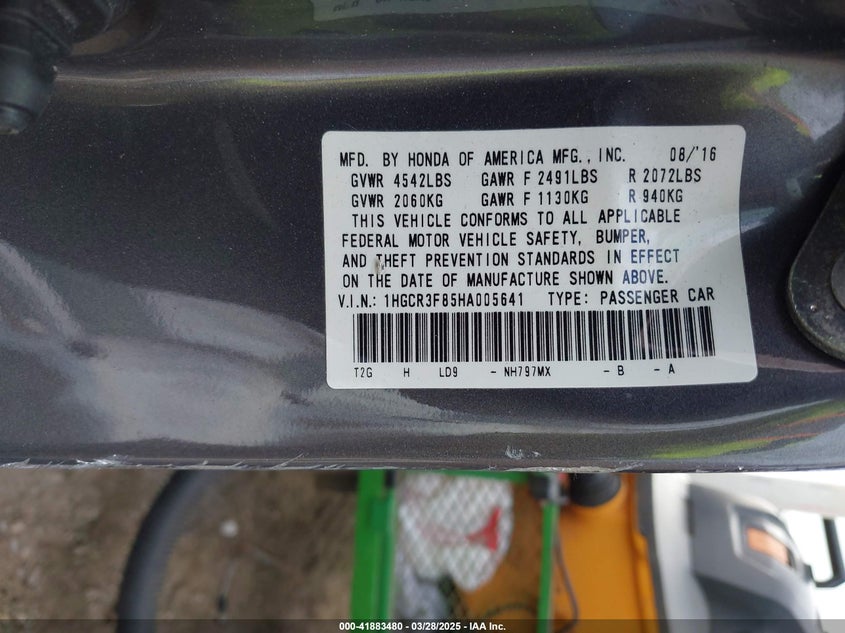 MFD. BY HONDA OF AMERICA MFG., INC. 08/'16
GVWR 4542LBS GAWR F 2491LBS R 2072LBS
GVWR 2060KG GAWR F 1130KG R 940KG
THIS VEHICLE CONFORMS TO ALL APPLICABLE
FEDERAL MOTOR VEHICLE SAFETY, BUMPER,
AND THEFT PREVENTION STANDARDS IN EFFECT
ON THE DATE OF MANUFACTURE SHOWN ABOVE.
V.I.N.: 1HGCR3F85HA005641 TYPE: PASSENGER CAR
T2G H LD9 - NH797MX - B - A
000-41883480 - 03/28/2025 - IAA Inc.